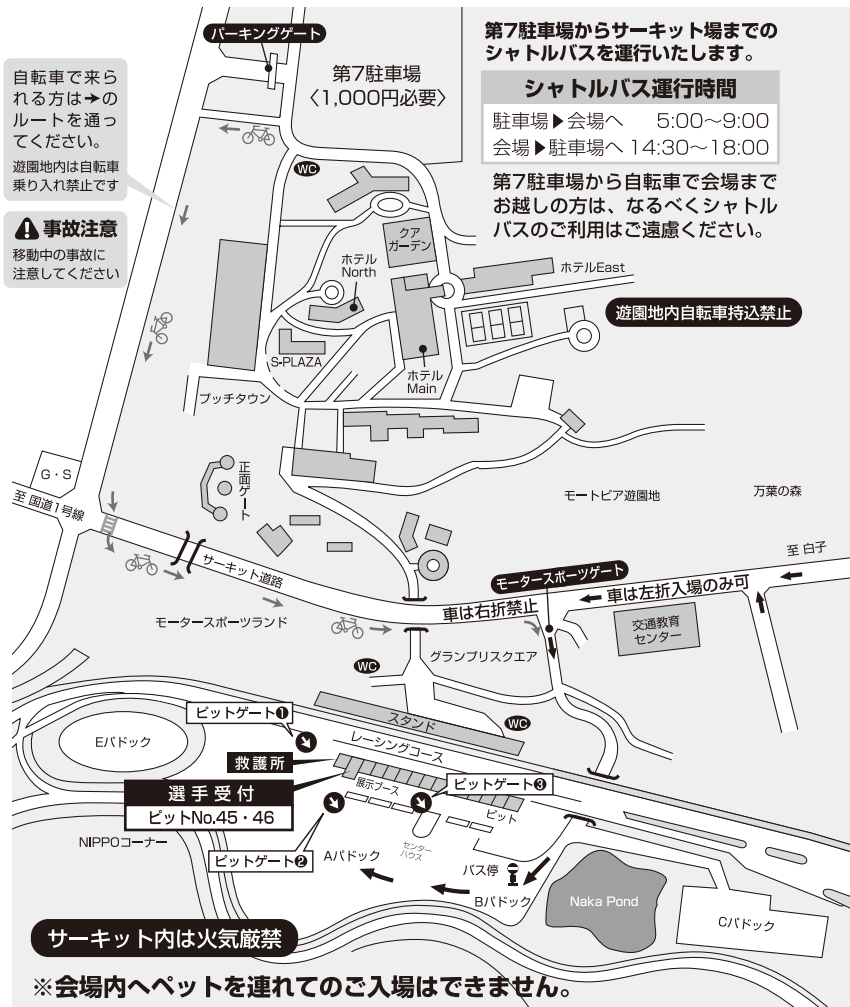 パーキングゲート
第7駐車場
〈1,000円必要〉
第7駐車場からサーキット場までの
シャトルバスを運行いたします。
シャトルバス運行時間
駐車場▶会場へ 5:00〜9:00
会場▶駐車場へ 14:30〜18:00
第7駐車場から自転車で会場まで
お越しの方は、なるべくシャトル
バスのご利用はご遠慮ください。
自転車で来ら
れる方は➔の
ルートを通っ
てください。
遊園地内は自転車
乗り入れ禁止です
事故注意
移動中の事故に
注意してください
WC
クア
ガーデン
ホテル
North
ホテルEast
遊園地内自転車持込禁止
S-PLAZA
ホテル
Main
プッチタウン
G・S
至 国道1号線
正面ゲート
モートピア遊園地
万葉の森
至 白子
サーキット道路
モータースポーツゲート
車は左折入場のみ可
車は右折禁止
交通教育
センター
モータースポーツランド
グランプリスクエア
WC
スタンド
WC
ピットゲート❶
レーシングコース
Eパドック
救護所
選手受付
ピットNo.45・46
展示ブース
ピットゲート❸
ピット
NIPPOコーナー
ピットゲート❷
Aパドック
センター
ハウス
バス停
Bパドック
Naka Pond
Cパドック
サーキット内は火気厳禁
※会場内へペットを連れてのご入場はできません。